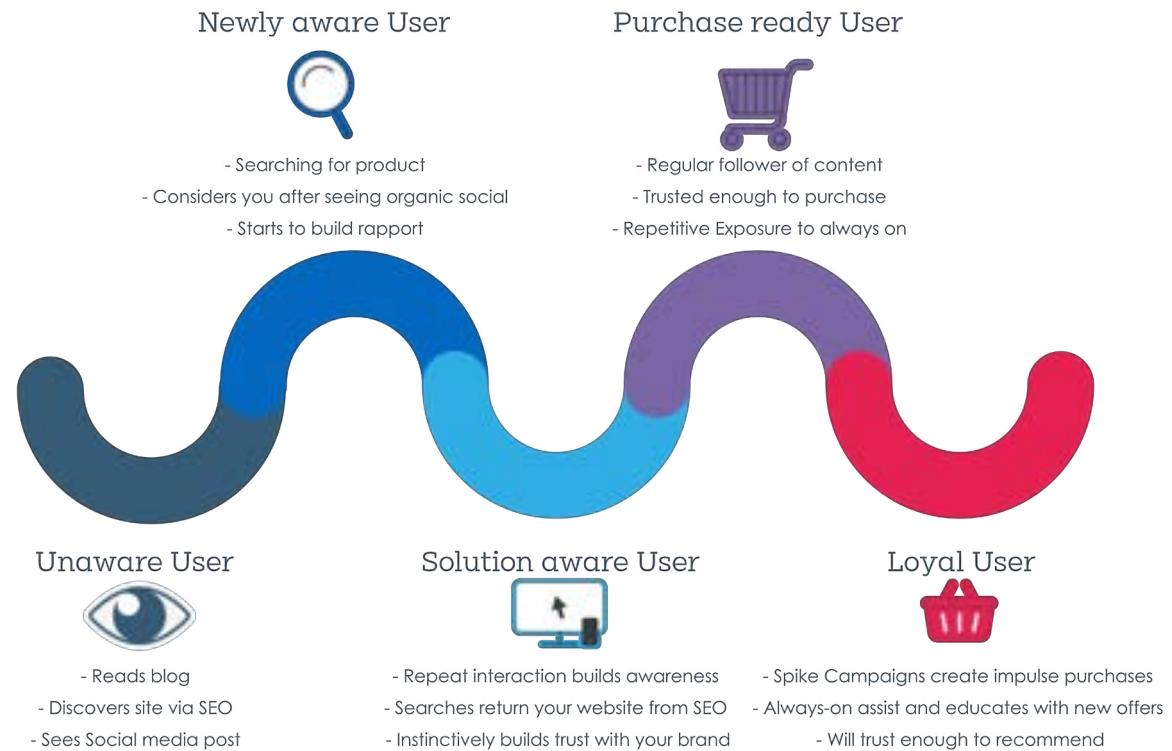 Newly aware User
- Searching for product
- Considers you after seeing organic social
- Starts to build rapport
Purchase ready User
- Regular follower of content
- Trusted enough to purchase
- Repetitive Exposure to always on
Unaware User
- Reads blog
- Discovers site via SEO
- Sees Social media post
Solution aware User
- Repeat interaction builds awareness
- Searches return your website from SEO
- Instinctively builds trust with your brand
Loyal User
- Spike Campaigns create impulse purchases
- Always-on assist and educates with new offers
- Will trust enough to recommend